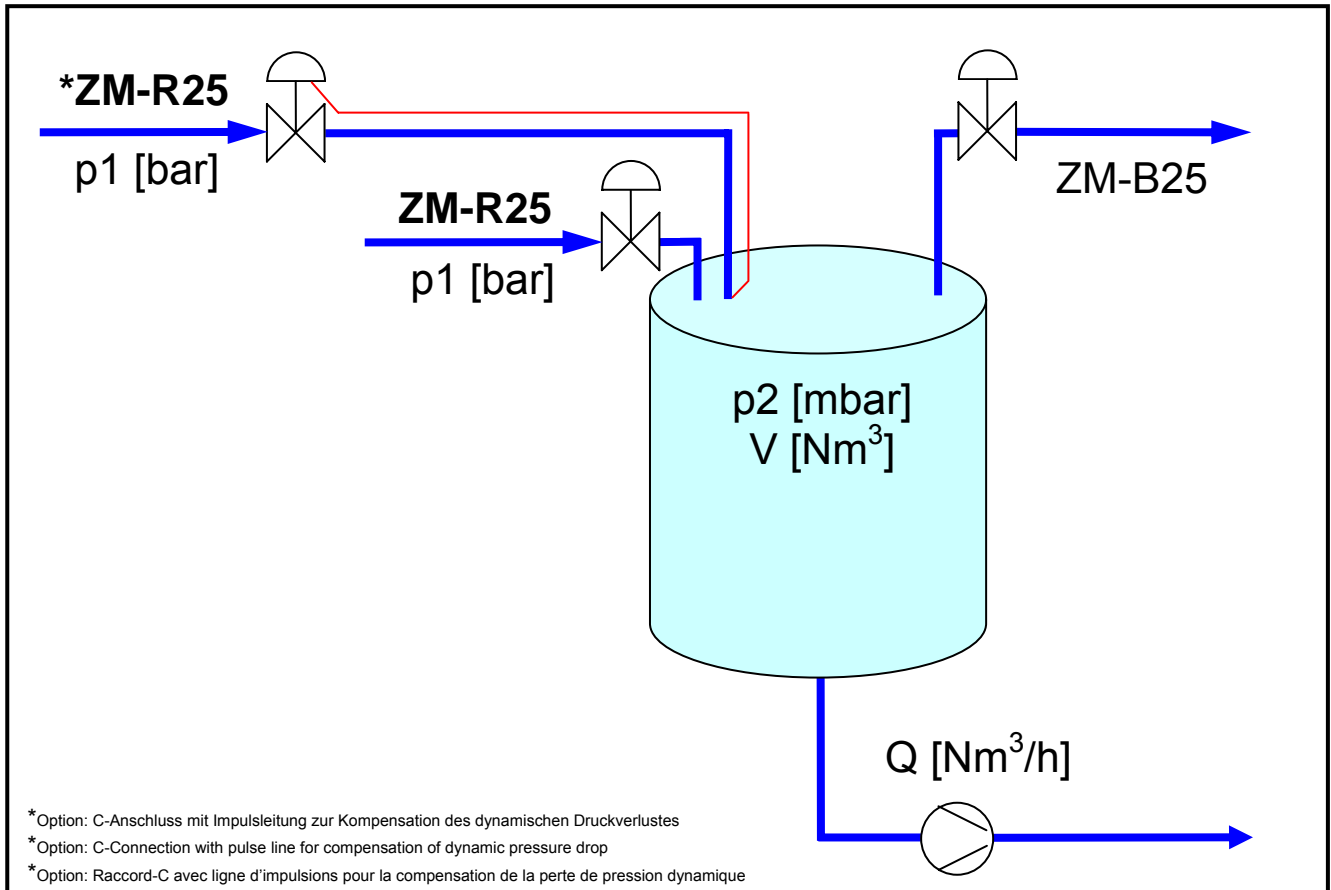 *ZM-R25
p1 [bar]
ZM-R25
p1 [bar]
ZM-B25
p2 [mbar]
V [Nm³]
Q [Nm³/h]
*Option: C-Anschluss mit Impulsleitung zur Kompensation des dynamischen Druckverlustes
*Option: C-Connection with pulse line for compensation of dynamic pressure drop
*Option: Raccord-C avec ligne d'impulsions pour la compensation de la perte de pression dynamique